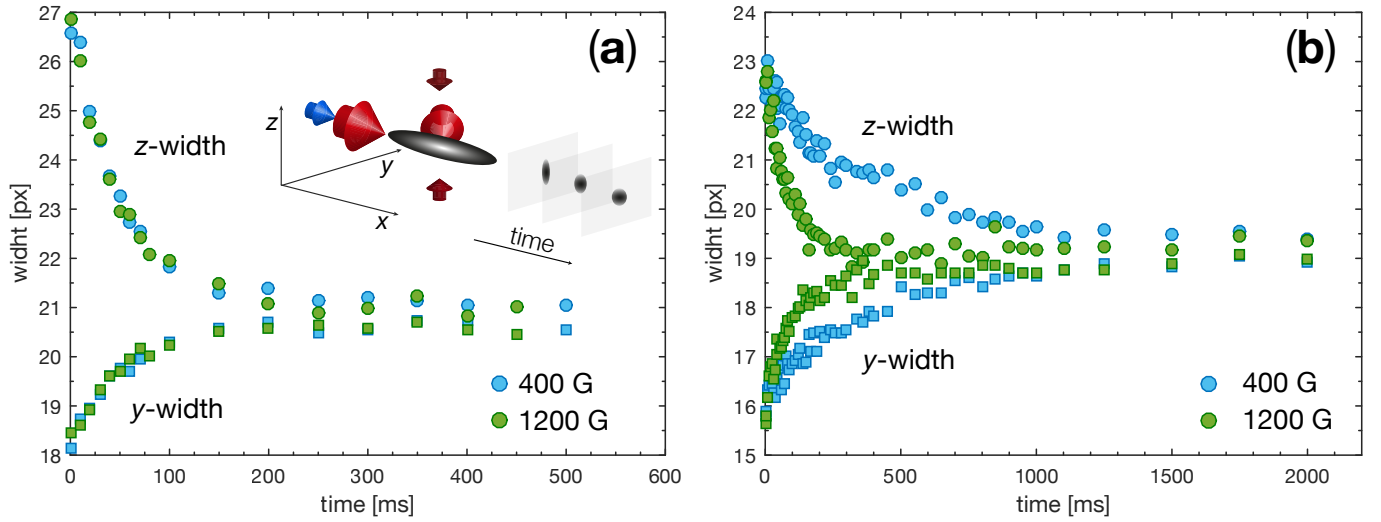 (a)
27
26
25
24
23
22
21
20
19
18
widht [px]
z-width
y-width
z
y
x
time
400 G
1200 G
0
100
200
300
400
500
600
time [ms]
(b)
24
23
22
21
20
19
18
17
16
15
widht [px]
z-width
y-width
400 G
1200 G
0
500
1000
1500
2000
time [ms]